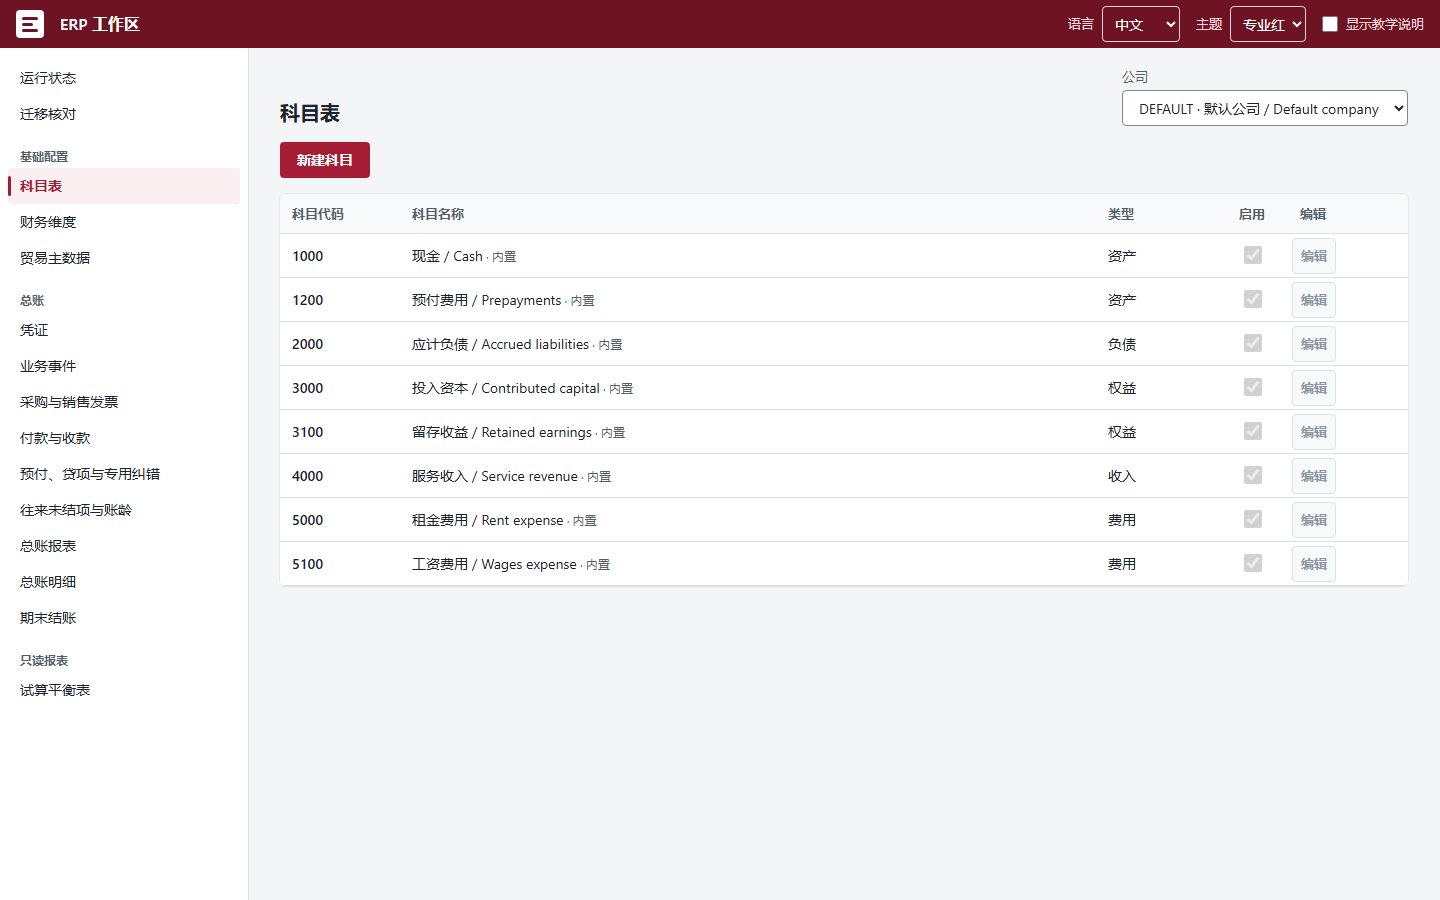 ERP 工作区
语言 中文 主题 专业红 显示教学说明
运行状态
迁移核对
基础配置
科目表
财务维度
贸易主数据
总账
凭证
业务事件
采购与销售发票
付款与收款
预付、贷项与专用纠错
往来未结项与账龄
总账报表
总账明细
期末结账
只读报表
试算平衡表
公司
科目表
DEFAULT · 默认公司 / Default company
新建科目
科目代码 科目名称 类型 启用 编辑
1000 现金 / Cash · 内置 资产 编辑
1200 预付费用 / Prepayments · 内置 资产 编辑
2000 应计负债 / Accrued liabilities · 内置 负债 编辑
3000 投入资本 / Contributed capital · 内置 权益 编辑
3100 留存收益 / Retained earnings · 内置 权益 编辑
4000 服务收入 / Service revenue · 内置 收入 编辑
5000 租金费用 / Rent expense · 内置 费用 编辑
5100 工资费用 / Wages expense · 内置 费用 编辑